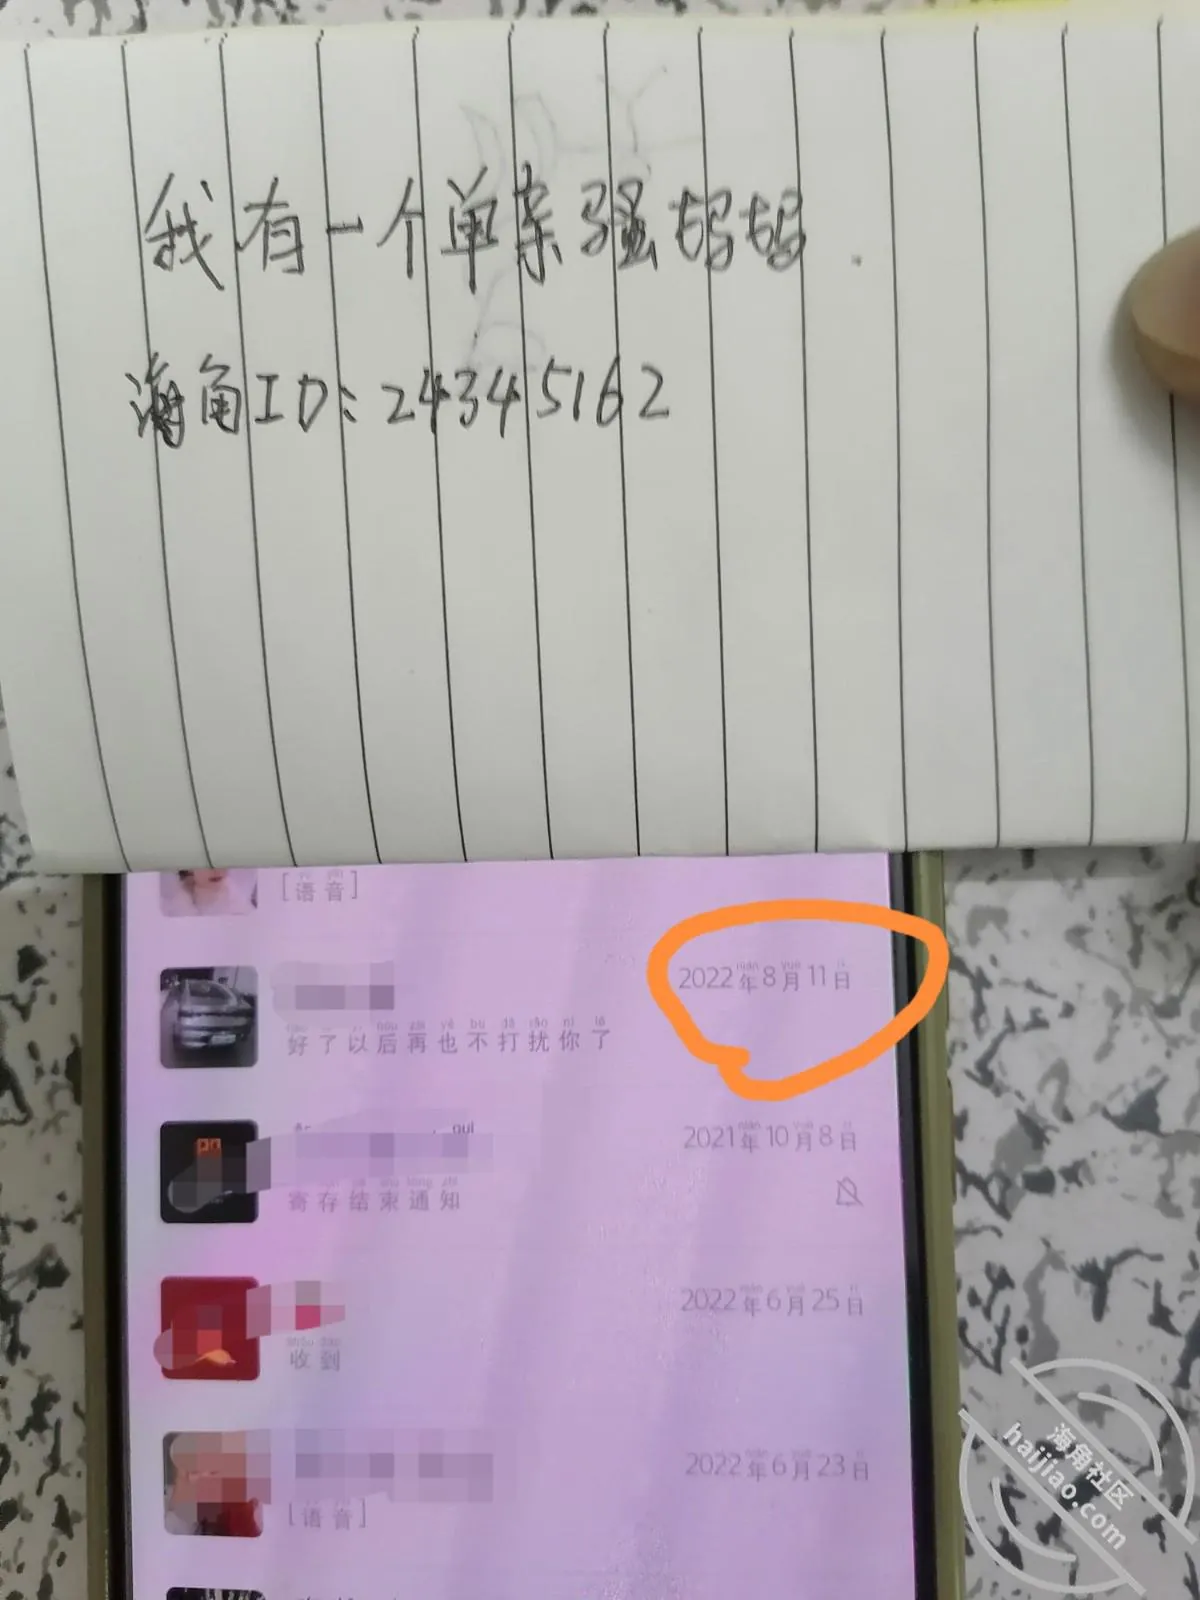 我有一个单亲骚妈妈.
海角ID:24345162
[语音]
2022年8月11日
好了以后再也不打扰你了
qui
2021年10月8日
寄存结束通知
2022年6月25日
收到
2022年6月23日
[语音]
海角社区
haijiao.com